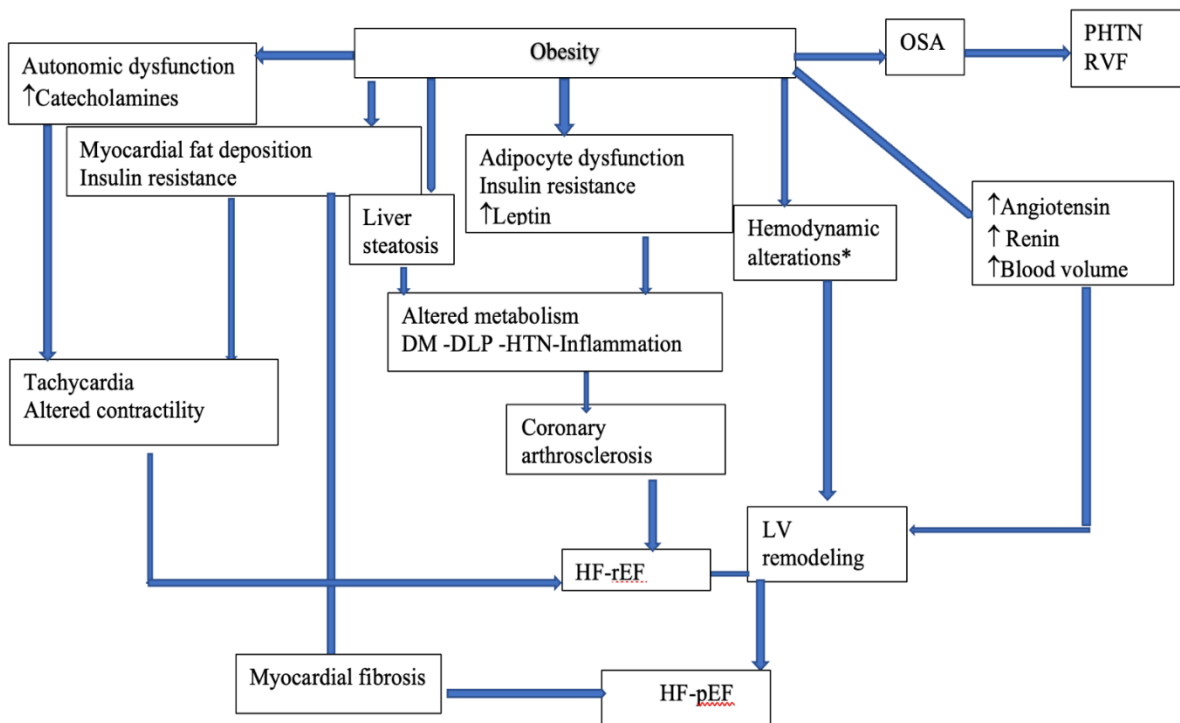 Obesity
OSA
PHTN
RVF
Autonomic dysfunction
↑Catecholamines
Myocardial fat deposition
Insulin resistance
Adipocyte dysfunction
Insulin resistance
↑Leptin
Liver
steatosis
Hemodynamic
alterations*
↑Angiotensin
↑ Renin
↑Blood volume
Altered metabolism
DM -DLP -HTN-Inflammation
Tachycardia
Altered contractility
Coronary
arthrosclerosis
LV
remodeling
HF-rEF
Myocardial fibrosis
HF-pEF